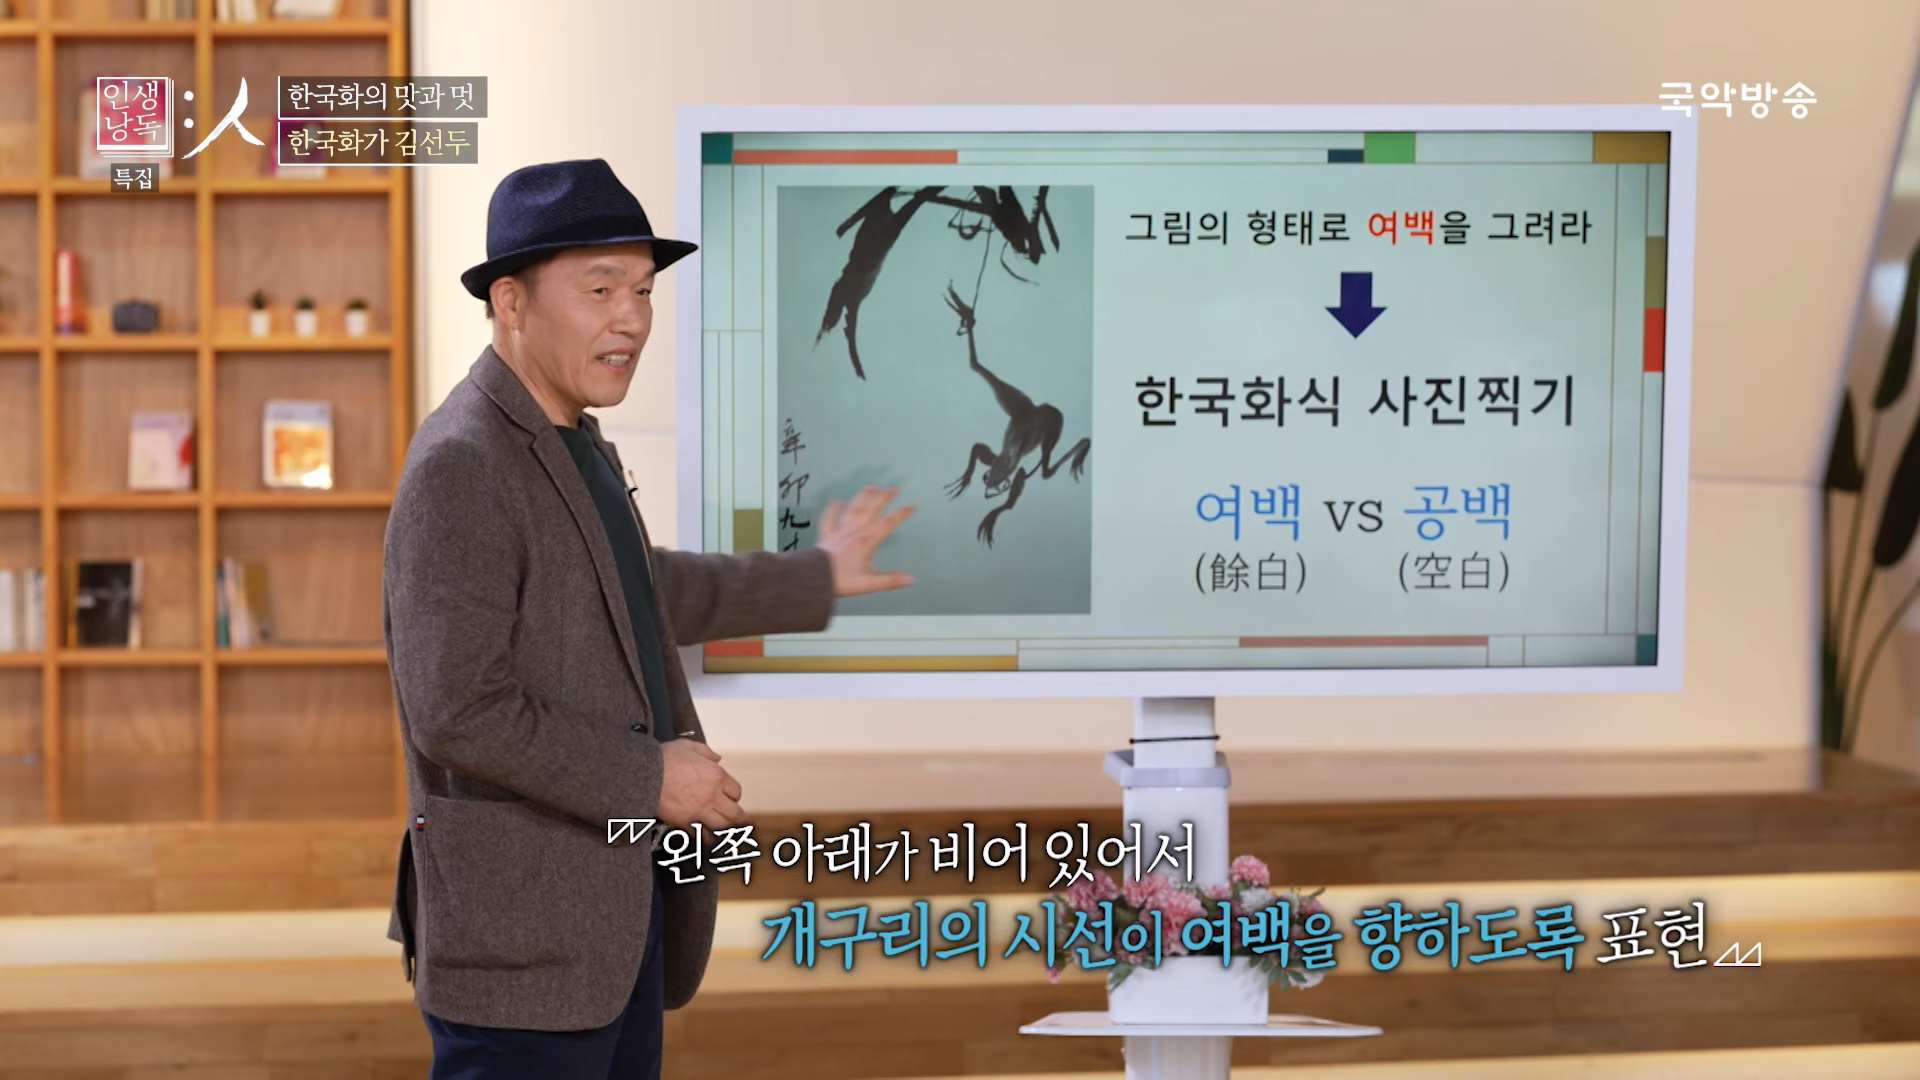 인생
낭독
:人
특집
한국화의 맛과 멋
한국화가 김선두
국악방송
그림의 형태로 여백을 그려라
한국화식 사진찍기
여백 vs 공백
(餘白) (空白)
辛
卯
九
왼쪽 아래가 비어 있어서
개구리의 시선이 여백을 향하도록 표현